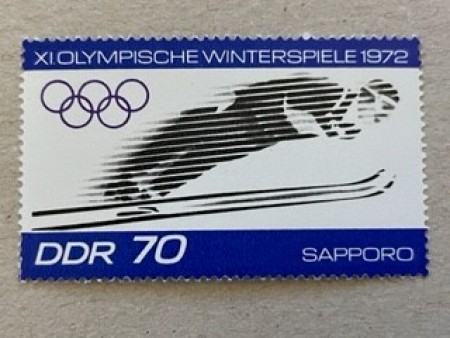 XI. OLYMPISCHE WINTERSPIELE 1972
DDR 70
SAPPORO